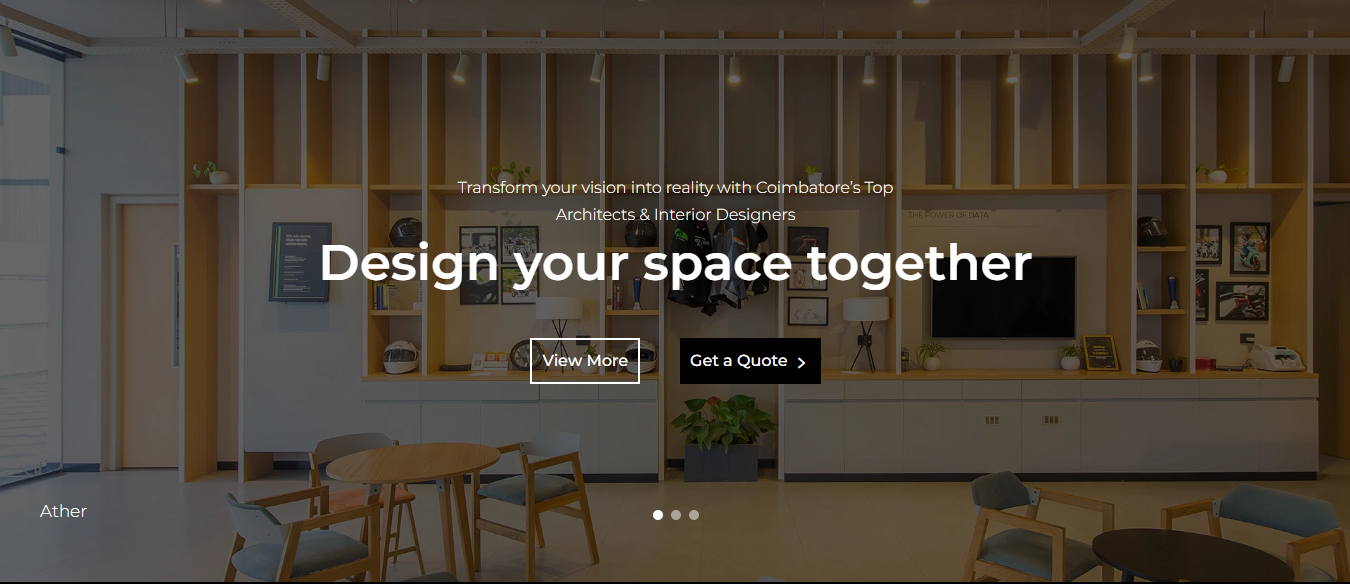 Transform your vision into reality with Coimbatore's Top
Architects & Interior Designers
THE POWER OF DATA
Design your space together
View More
Get a Quote
Ather